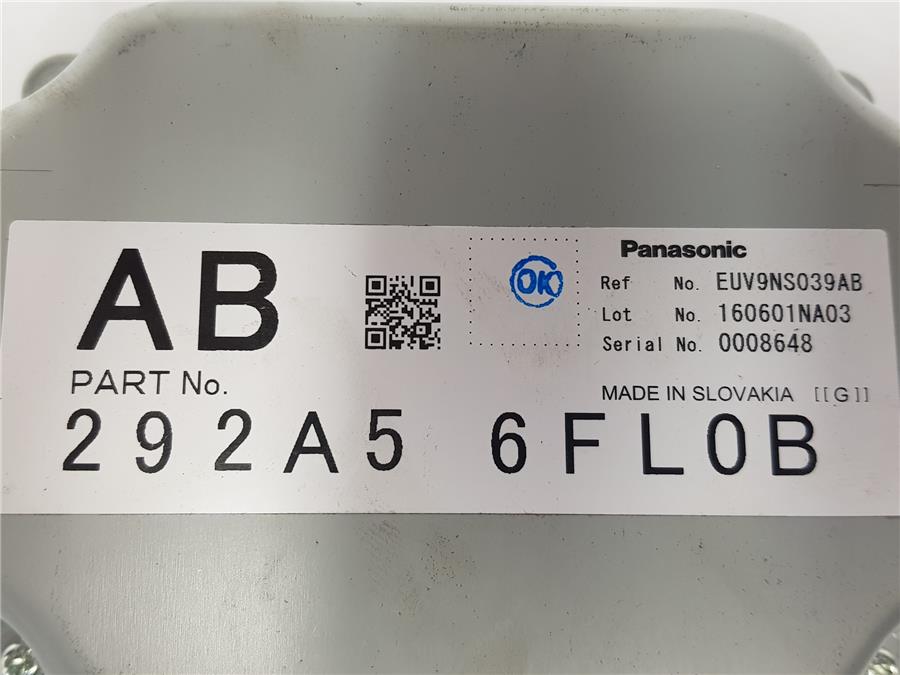 AB
OK
Panasonic
Ref No. EUV9NS039AB
Lot No. 160601NA03
Serial No. 0008648
PART No.
MADE IN SLOVAKIA [[G]]
292A5 6FL0B